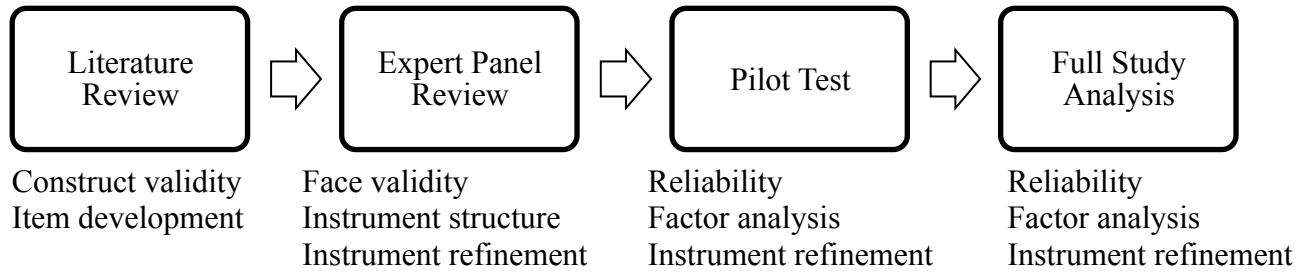 Literature
Review
Expert Panel
Review
Pilot Test
Full Study
Analysis
Construct validity
Item development
Face validity
Instrument structure
Instrument refinement
Reliability
Factor analysis
Instrument refinement
Reliability
Factor analysis
Instrument refinement